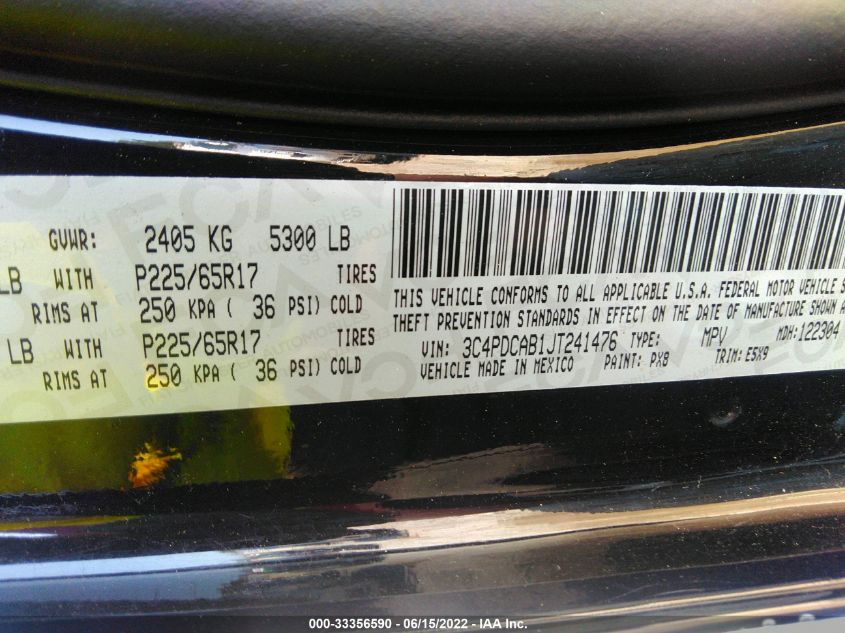 GVWR: 2405 KG 5300 LB
LB WITH P225/65R17 TIRES
RIMS AT 250 KPA ( 36 PSI) COLD
LB WITH P225/65R17 TIRES
RIMS AT 250 KPA ( 36 PSI) COLD
THIS VEHICLE CONFORMS TO ALL APPLICABLE U.S.A. FEDERAL MOTOR VEHICLE S
THEFT PREVENTION STANDARDS IN EFFECT ON THE DATE OF MANUFACTURE SHOWN A
VIN: 3C4PDCAB1JT241476 TYPE: MPV MDH: 122304
VEHICLE MADE IN MEXICO PAINT: PX8 TRIM: E5X9
000-33356590 - 06/15/2022 - IAA Inc.